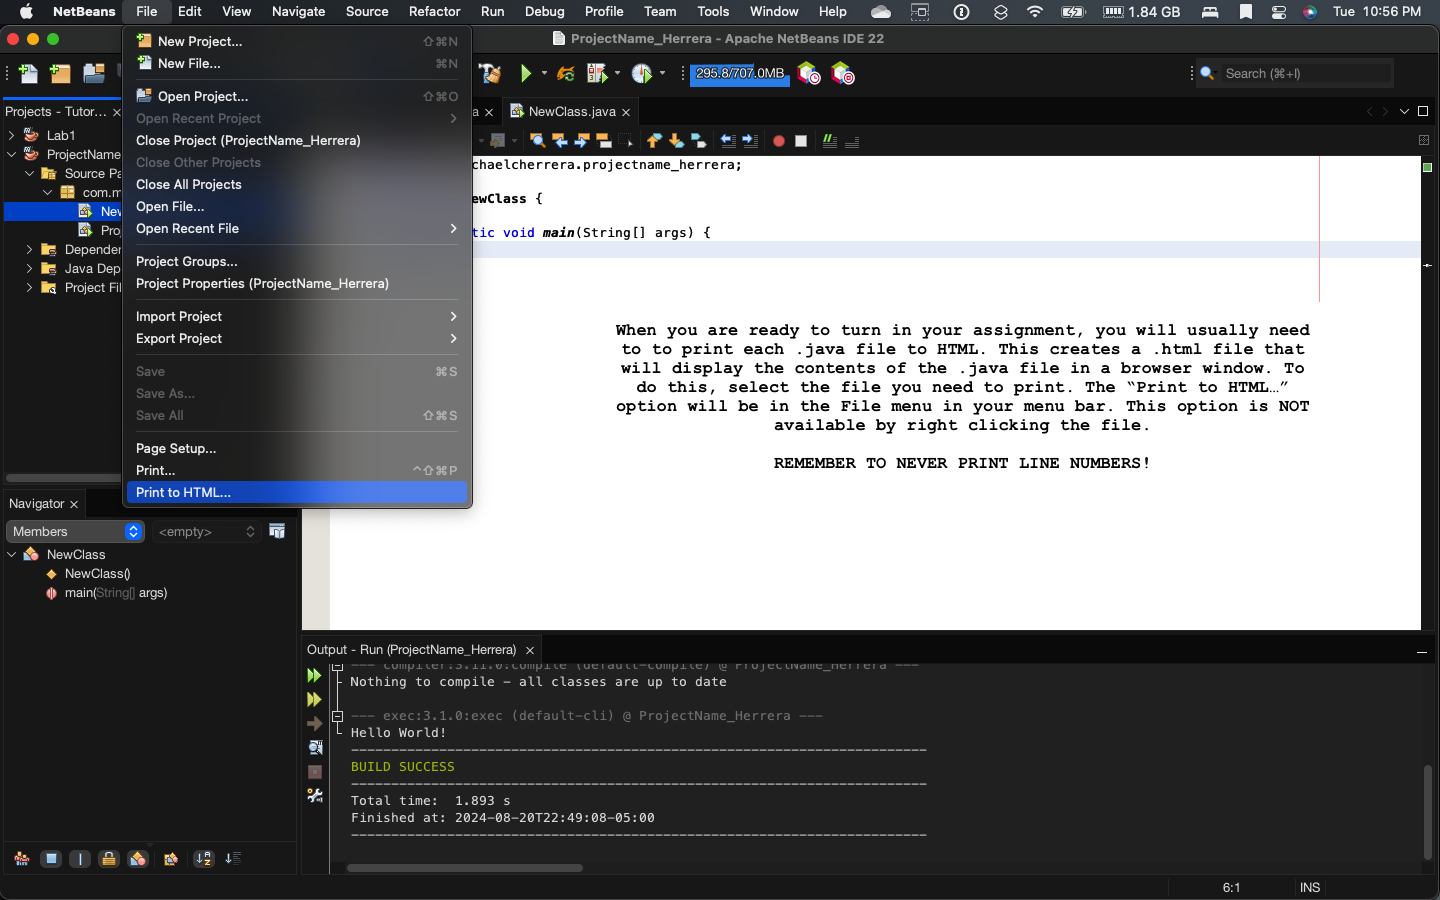 NetBeans File Edit View Navigate Source Refactor Run Debug Profile Team Tools Window Help 1.84 GB Tue 10:56 PM
ProjectName_Herrera - Apache NetBeans IDE 22
295.8/707.0MB
Search (⌘+I)
New Project... ⇧⌘N
New File... ⌘N
Open Project... ⇧⌘O
Open Recent Project
Close Project (ProjectName_Herrera)
Close Other Projects
Close All Projects
Open File...
Open Recent File
Project Groups...
Project Properties (ProjectName_Herrera)
Import Project
Export Project
Save ⌘S
Save As...
Save All ⇧⌘S
Page Setup...
Print... ^⇧⌘P
Print to HTML...
Projects - Tutor...
Lab1
ProjectName
Source Pa
com.m
Nev
Proj
Depender
Java Dep
Project Fil
a
NewClass.java
chaelcherrera.projectname_herrera;
ewClass {
tic void main(String[] args) {
When you are ready to turn in your assignment, you will usually need
to to print each .java file to HTML. This creates a .html file that
will display the contents of the .java file in a browser window. To
do this, select the file you need to print. The “Print to HTML…”
option will be in the File menu in your menu bar. This option is NOT
available by right clicking the file.
REMEMBER TO NEVER PRINT LINE NUMBERS!
Navigator
Members
<empty>
NewClass
NewClass()
main(String[] args)
Output - Run (ProjectName_Herrera)
--- compiler:3.11.0:compile (default-compile) @ ProjectName_Herrera ---
Nothing to compile - all classes are up to date
--- exec:3.1.0:exec (default-cli) @ ProjectName_Herrera ---
Hello World!
------------------------------------------------------------------------
BUILD SUCCESS
------------------------------------------------------------------------
Total time:  1.893 s
Finished at: 2024-08-20T22:49:08-05:00
------------------------------------------------------------------------
6:1 INS